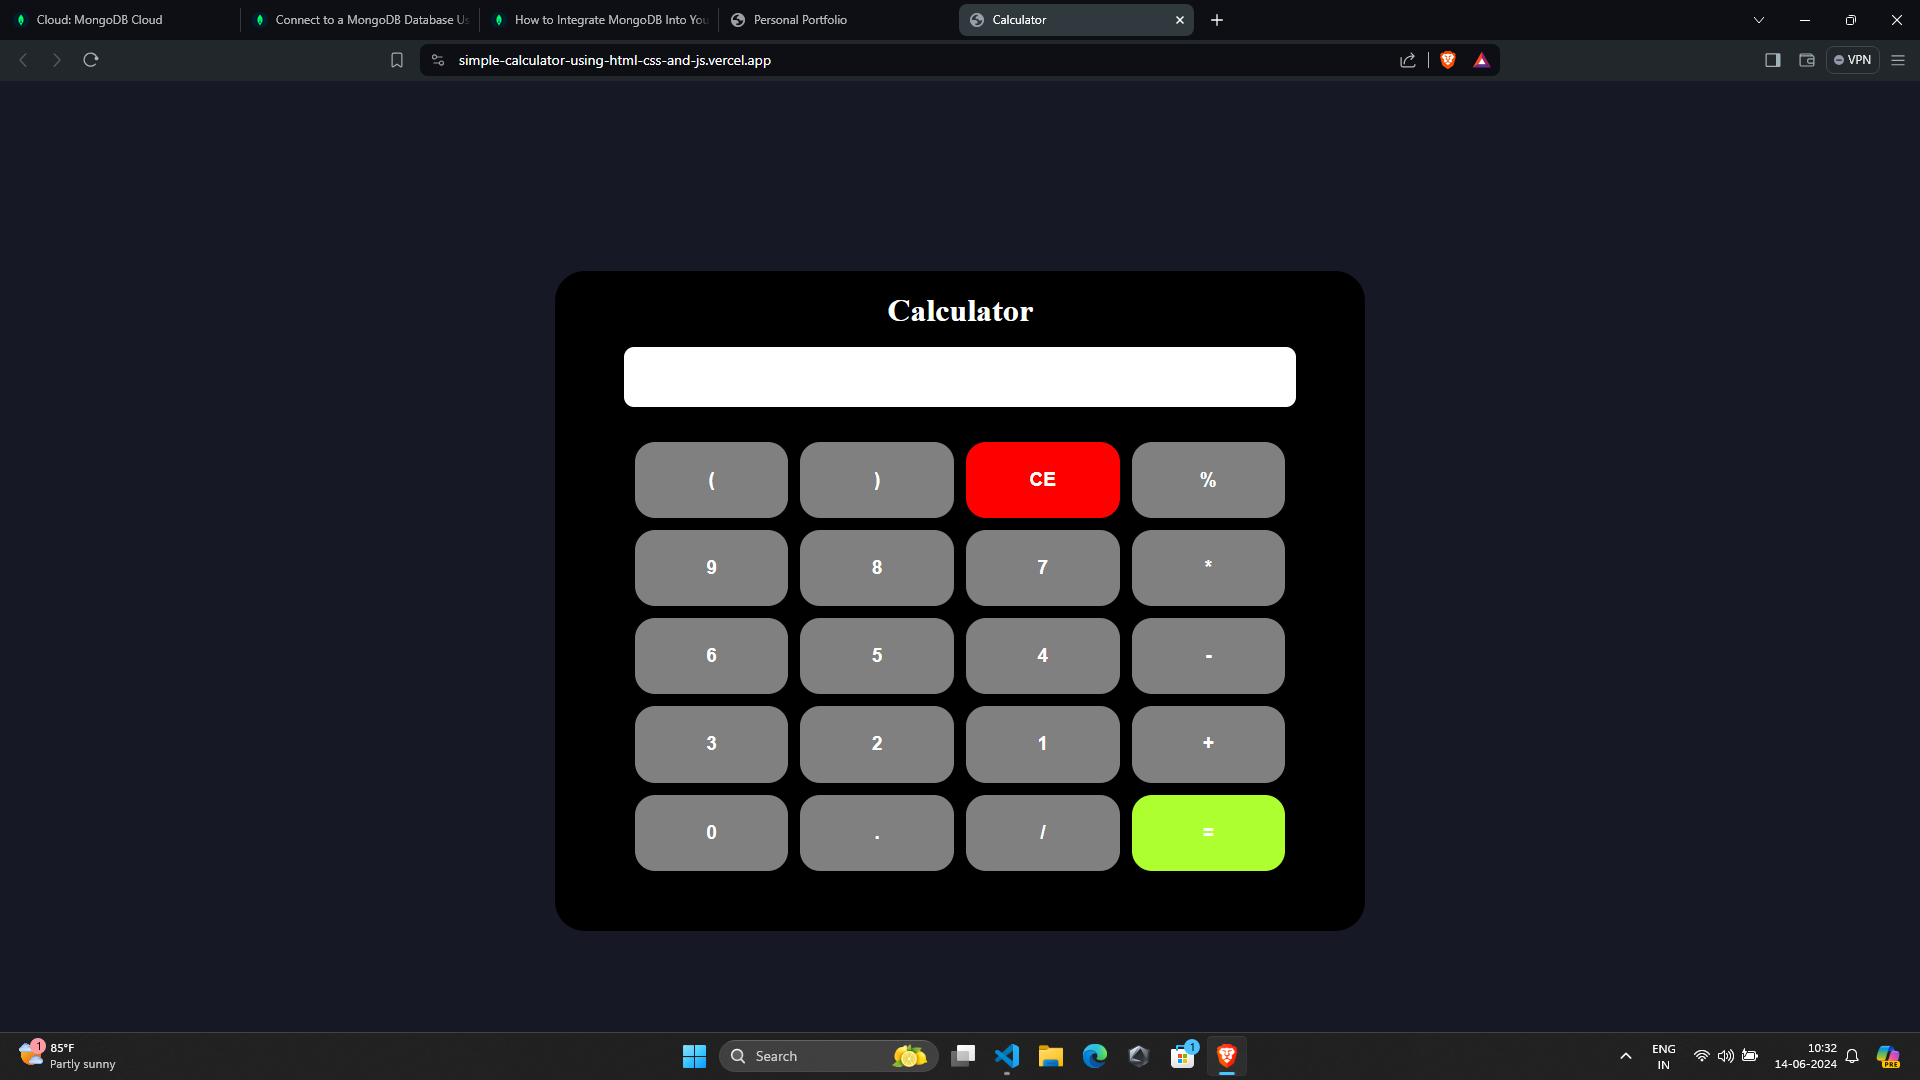 Cloud: MongoDB Cloud
Connect to a MongoDB Database Us
How to Integrate MongoDB Into You
Personal Portfolio
Calculator
simple-calculator-using-html-css-and-js.vercel.app
VPN
Calculator
( ) CE %
9 8 7 *
6 5 4 -
3 2 1 +
0 . / =
1
85°F
Partly sunny
Search
1
ENG
IN
10:32
14-06-2024
PRE